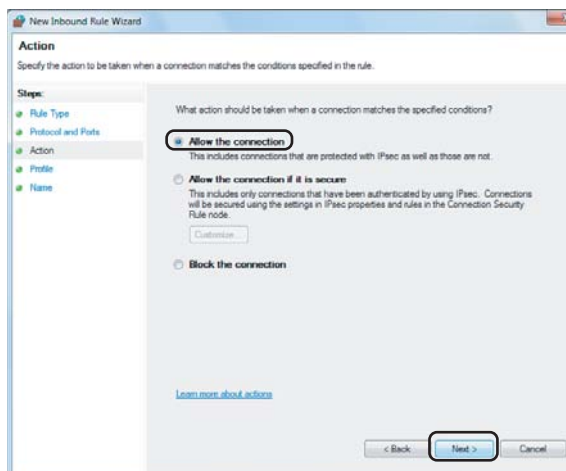 New Inbound Rule Wizard
Action
Specify the action to be taken when a connection matches the conditions specified in the rule.
Steps:
Rule Type
Protocol and Ports
Action
Profile
Name
What action should be taken when a connection matches the specified conditions?
Allow the connection
This includes connections that are protected with IPsec as well as those are not.
Allow the connection if it is secure
This includes only connections that have been authenticated by using IPsec. Connections
will be secured using the settings in IPsec properties and rules in the Connection Security
Rule node.
Customize...
Block the connection
Learn more about actions
< Back
Next >
Cancel